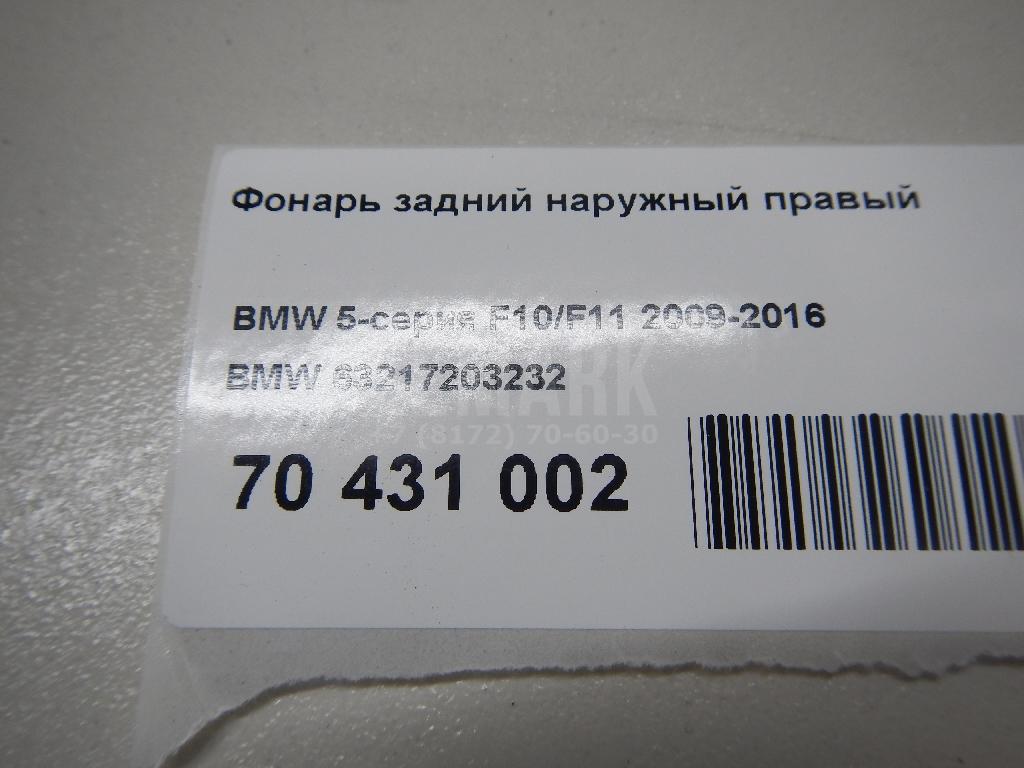 Фонарь задний наружный правый
BMW 5-серия F10/F11 2009-2016
BMW 63217203232
+7 (8172) 70-60-30
70 431 002